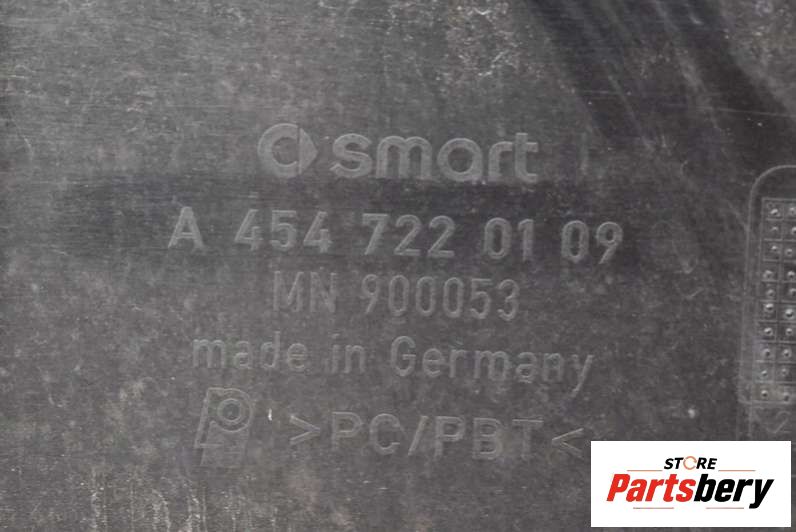 smart
A 454 722 01 09
MN 900053
made in Germany
>PC/PBT<
STORE
Partsbery